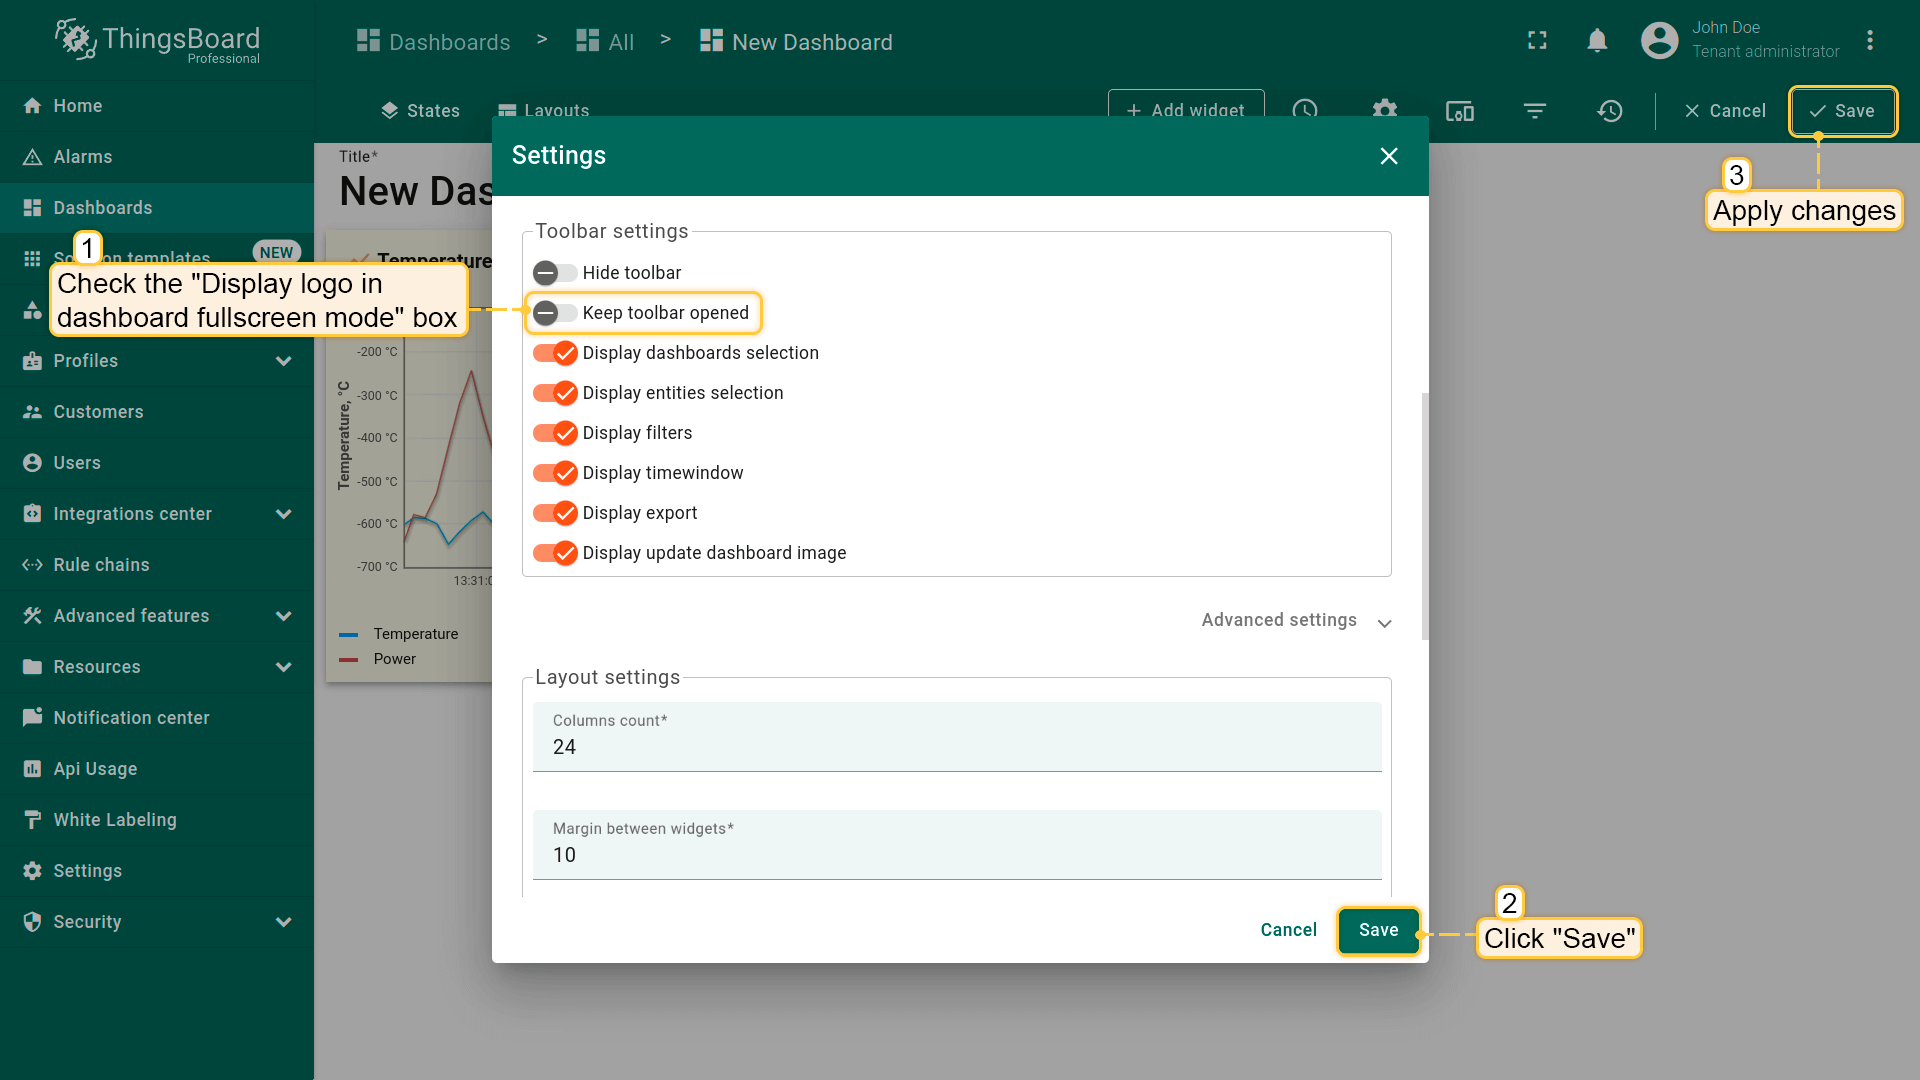 ThingsBoard
Professional
Dashboards > All > New Dashboard
John Doe
Tenant administrator
Home
Alarms
Dashboards
NEW
Profiles
Customers
Users
Integrations center
Rule chains
Advanced features
Resources
Notification center
Api Usage
White Labeling
Settings
Security
States
Layouts
+ Add widget
Cancel
Save
3
Apply changes
Title*
New Das
Temperature
1
Check the "Display logo in
dashboard fullscreen mode" box
Temperature, °C
-200 °C
-300 °C
-400 °C
-500 °C
-600 °C
-700 °C
13:31:0
Temperature
Power
Settings
Toolbar settings
Hide toolbar
Keep toolbar opened
Display dashboards selection
Display entities selection
Display filters
Display timewindow
Display export
Display update dashboard image
Advanced settings
Layout settings
Columns count*
24
Margin between widgets*
10
Cancel
Save
2
Click "Save"